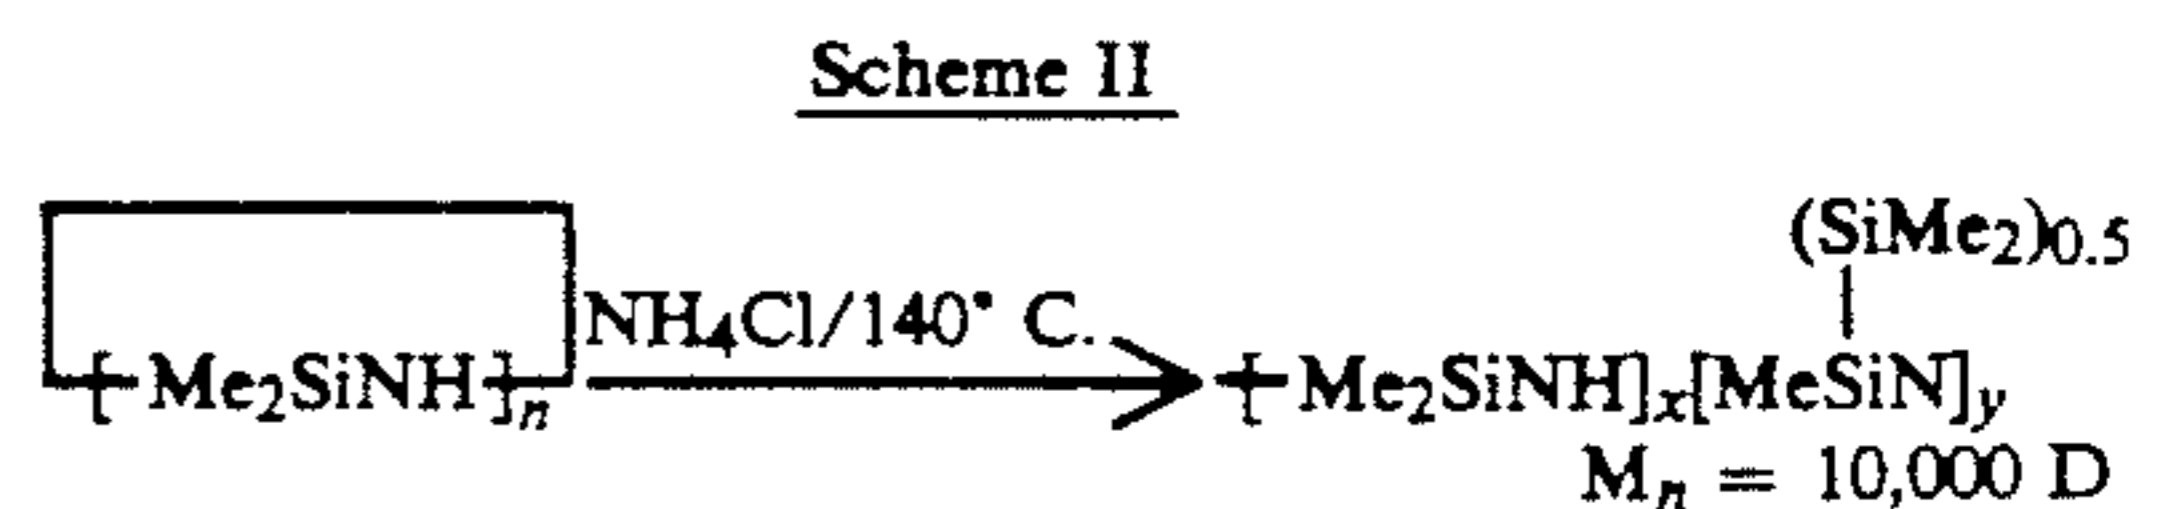 Scheme II
(SiMe₂)₀.₅
NH₄Cl/140° C.
[Me₂SiNH]ₙ [Me₂SiNH]ₓ[MeSiN]y
Mₙ = 10,000 D